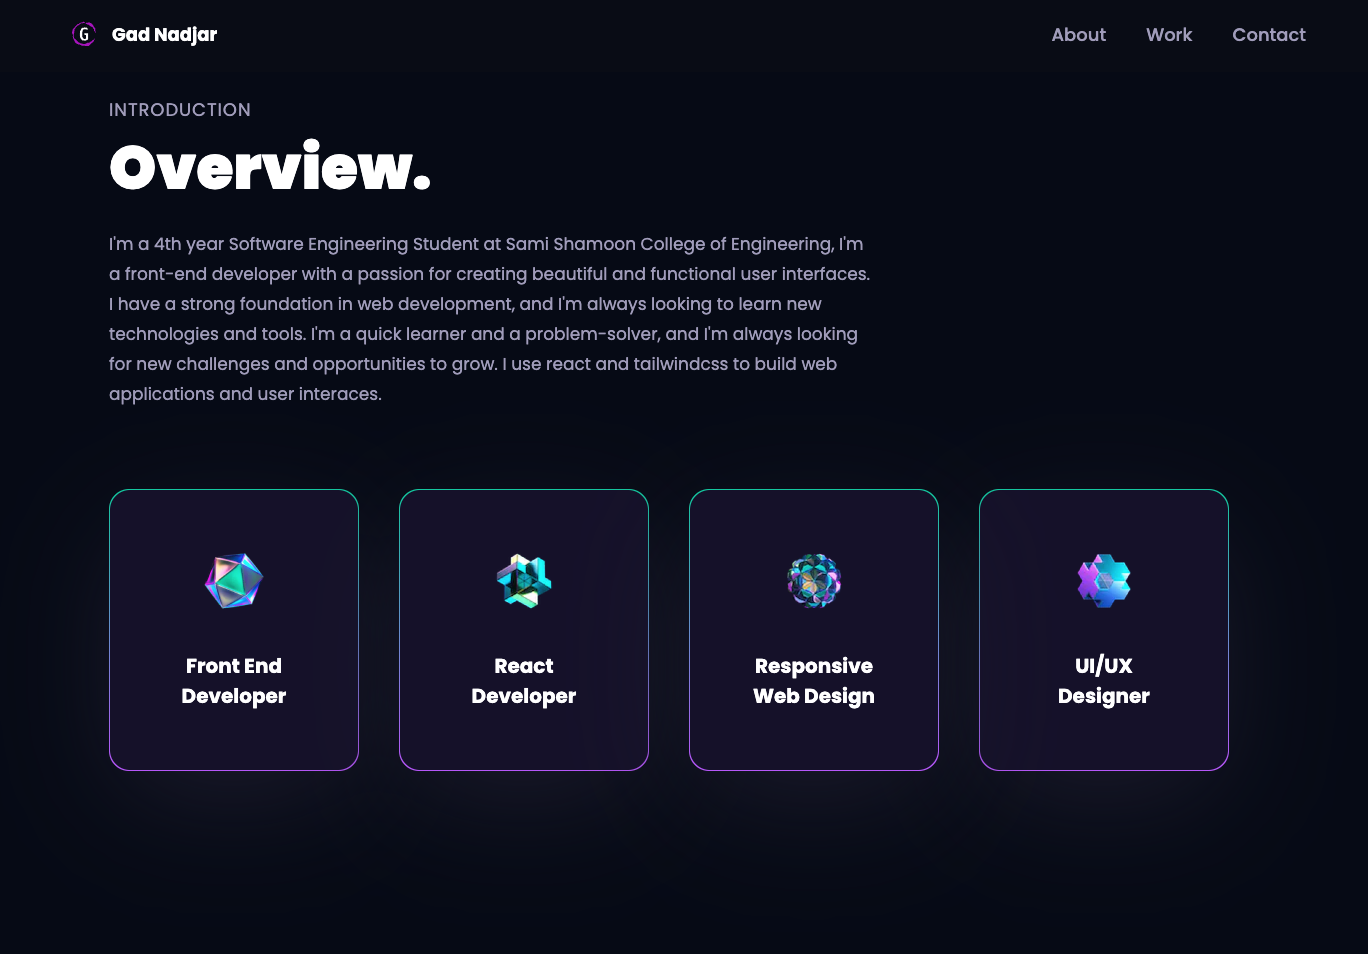 G Gad Nadjar
About Work Contact
INTRODUCTION
Overview.
I'm a 4th year Software Engineering Student at Sami Shamoon College of Engineering, I'm
a front-end developer with a passion for creating beautiful and functional user interfaces.
I have a strong foundation in web development, and I'm always looking to learn new
technologies and tools. I'm a quick learner and a problem-solver, and I'm always looking
for new challenges and opportunities to grow. I use react and tailwindcss to build web
applications and user interaces.
Front End
Developer
React
Developer
Responsive
Web Design
UI/UX
Designer